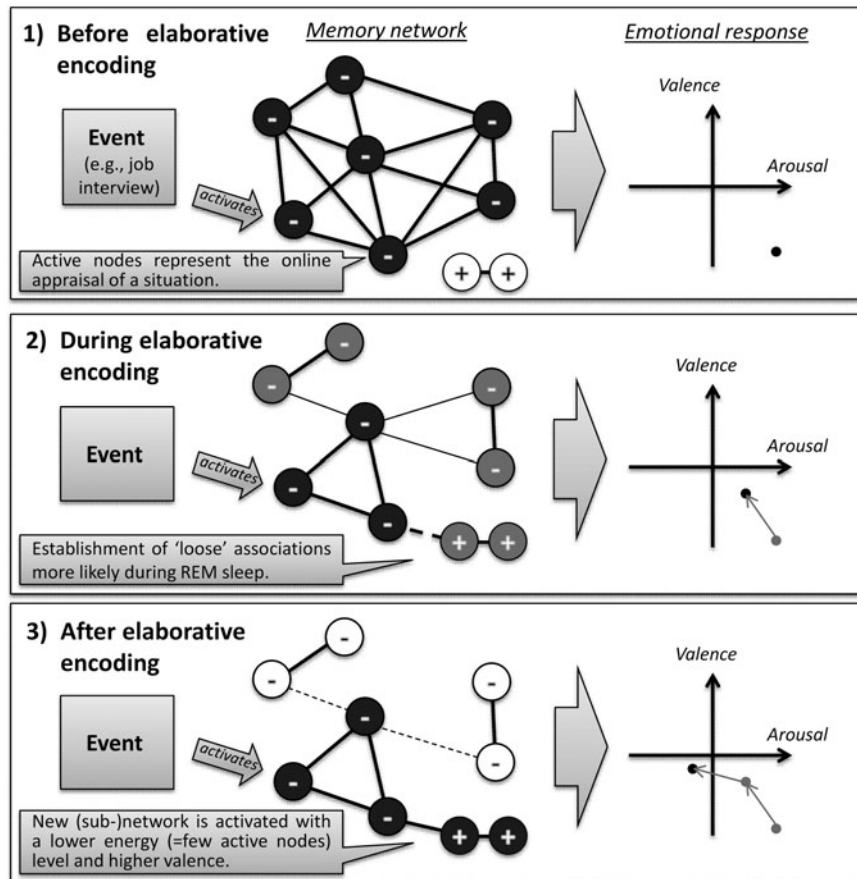 1) Before elaborative
encoding
Memory network
Emotional response
Event
(e.g., job
interview)
activates
-
-
-
-
-
-
-
+ +
Active nodes represent the online
appraisal of a situation.
Valence
Arousal
2) During elaborative
encoding
Event
activates
-
-
-
-
-
-
-
+ +
Establishment of ‘loose’ associations
more likely during REM sleep.
Valence
Arousal
3) After elaborative
encoding
Event
activates
-
-
-
-
-
-
-
+ +
New (sub-)network is activated with
a lower energy (=few active nodes)
level and higher valence.
Valence
Arousal